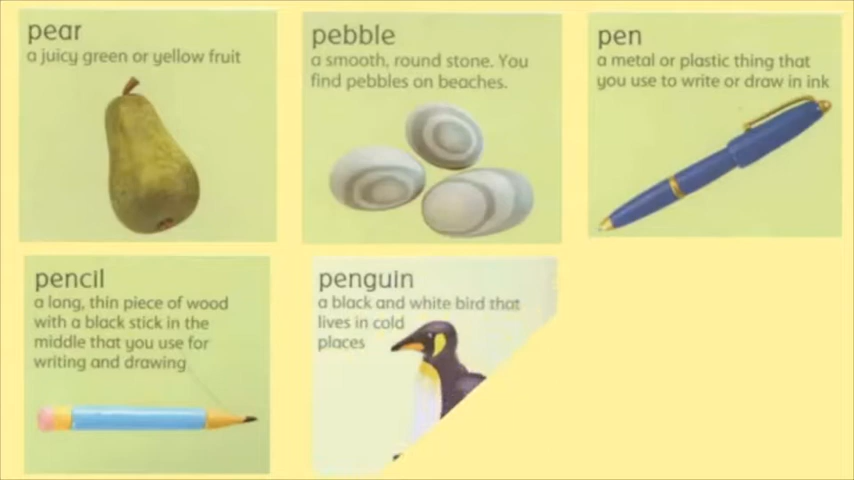 pear
a juicy green or yellow fruit
pebble
a smooth, round stone. You
find pebbles on beaches.
pen
a metal or plastic thing that
you use to write or draw in ink
pencil
a long, thin piece of wood
with a black stick in the
middle that you use for
writing and drawing
penguin
a black and white bird that
lives in cold
places